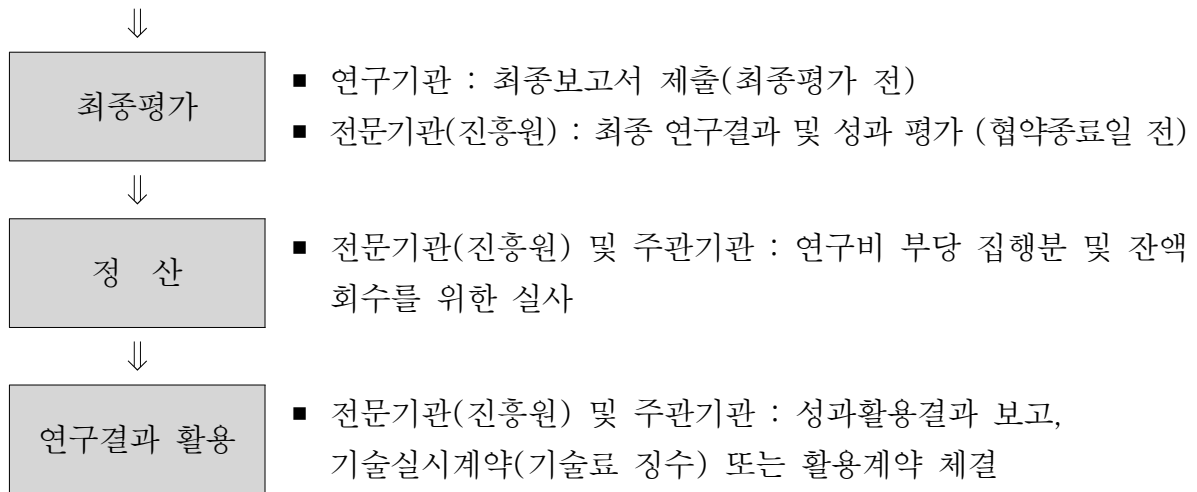 ⇓
최종평가
■ 연구기관 : 최종보고서 제출(최종평가 전)
■ 전문기관(진흥원) : 최종 연구결과 및 성과 평가 (협약종료일 전)
⇓
정 산
■ 전문기관(진흥원) 및 주관기관 : 연구비 부당 집행분 및 잔액
회수를 위한 실사
⇓
연구결과 활용
■ 전문기관(진흥원) 및 주관기관 : 성과활용결과 보고,
기술실시계약(기술료 징수) 또는 활용계약 체결